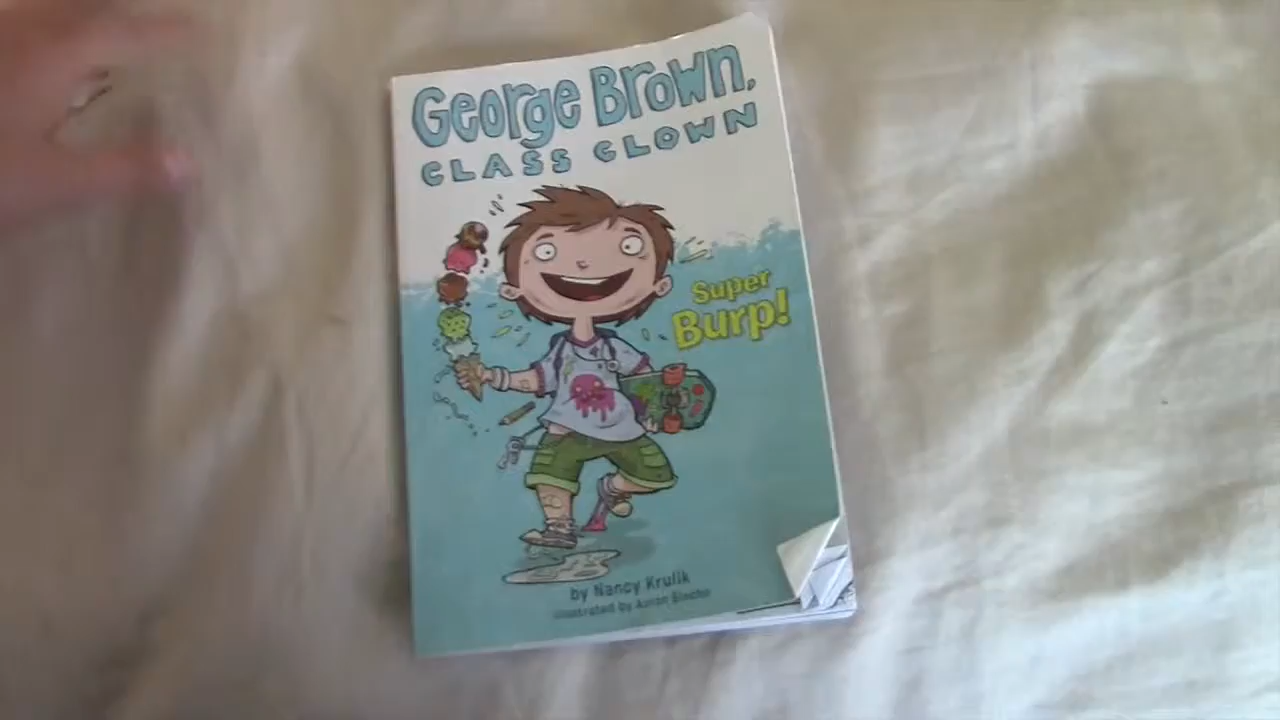 George Brown,
CLASS CLOWN
Super
Burp!
by Nancy Krulik
illustrated by Aaron Blecha